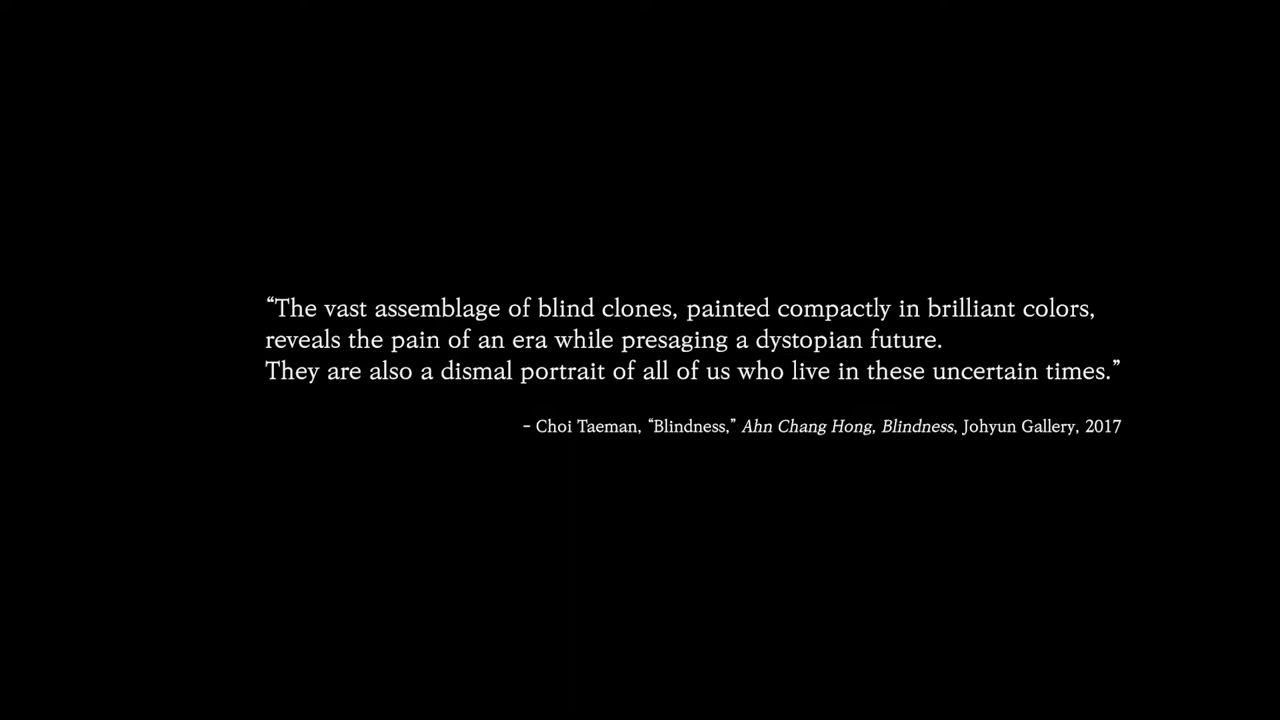 “The vast assemblage of blind clones, painted compactly in brilliant colors,
reveals the pain of an era while presaging a dystopian future.
They are also a dismal portrait of all of us who live in these uncertain times.”
– Choi Taeman, “Blindness,” Ahn Chang Hong, Blindness, Johyun Gallery, 2017